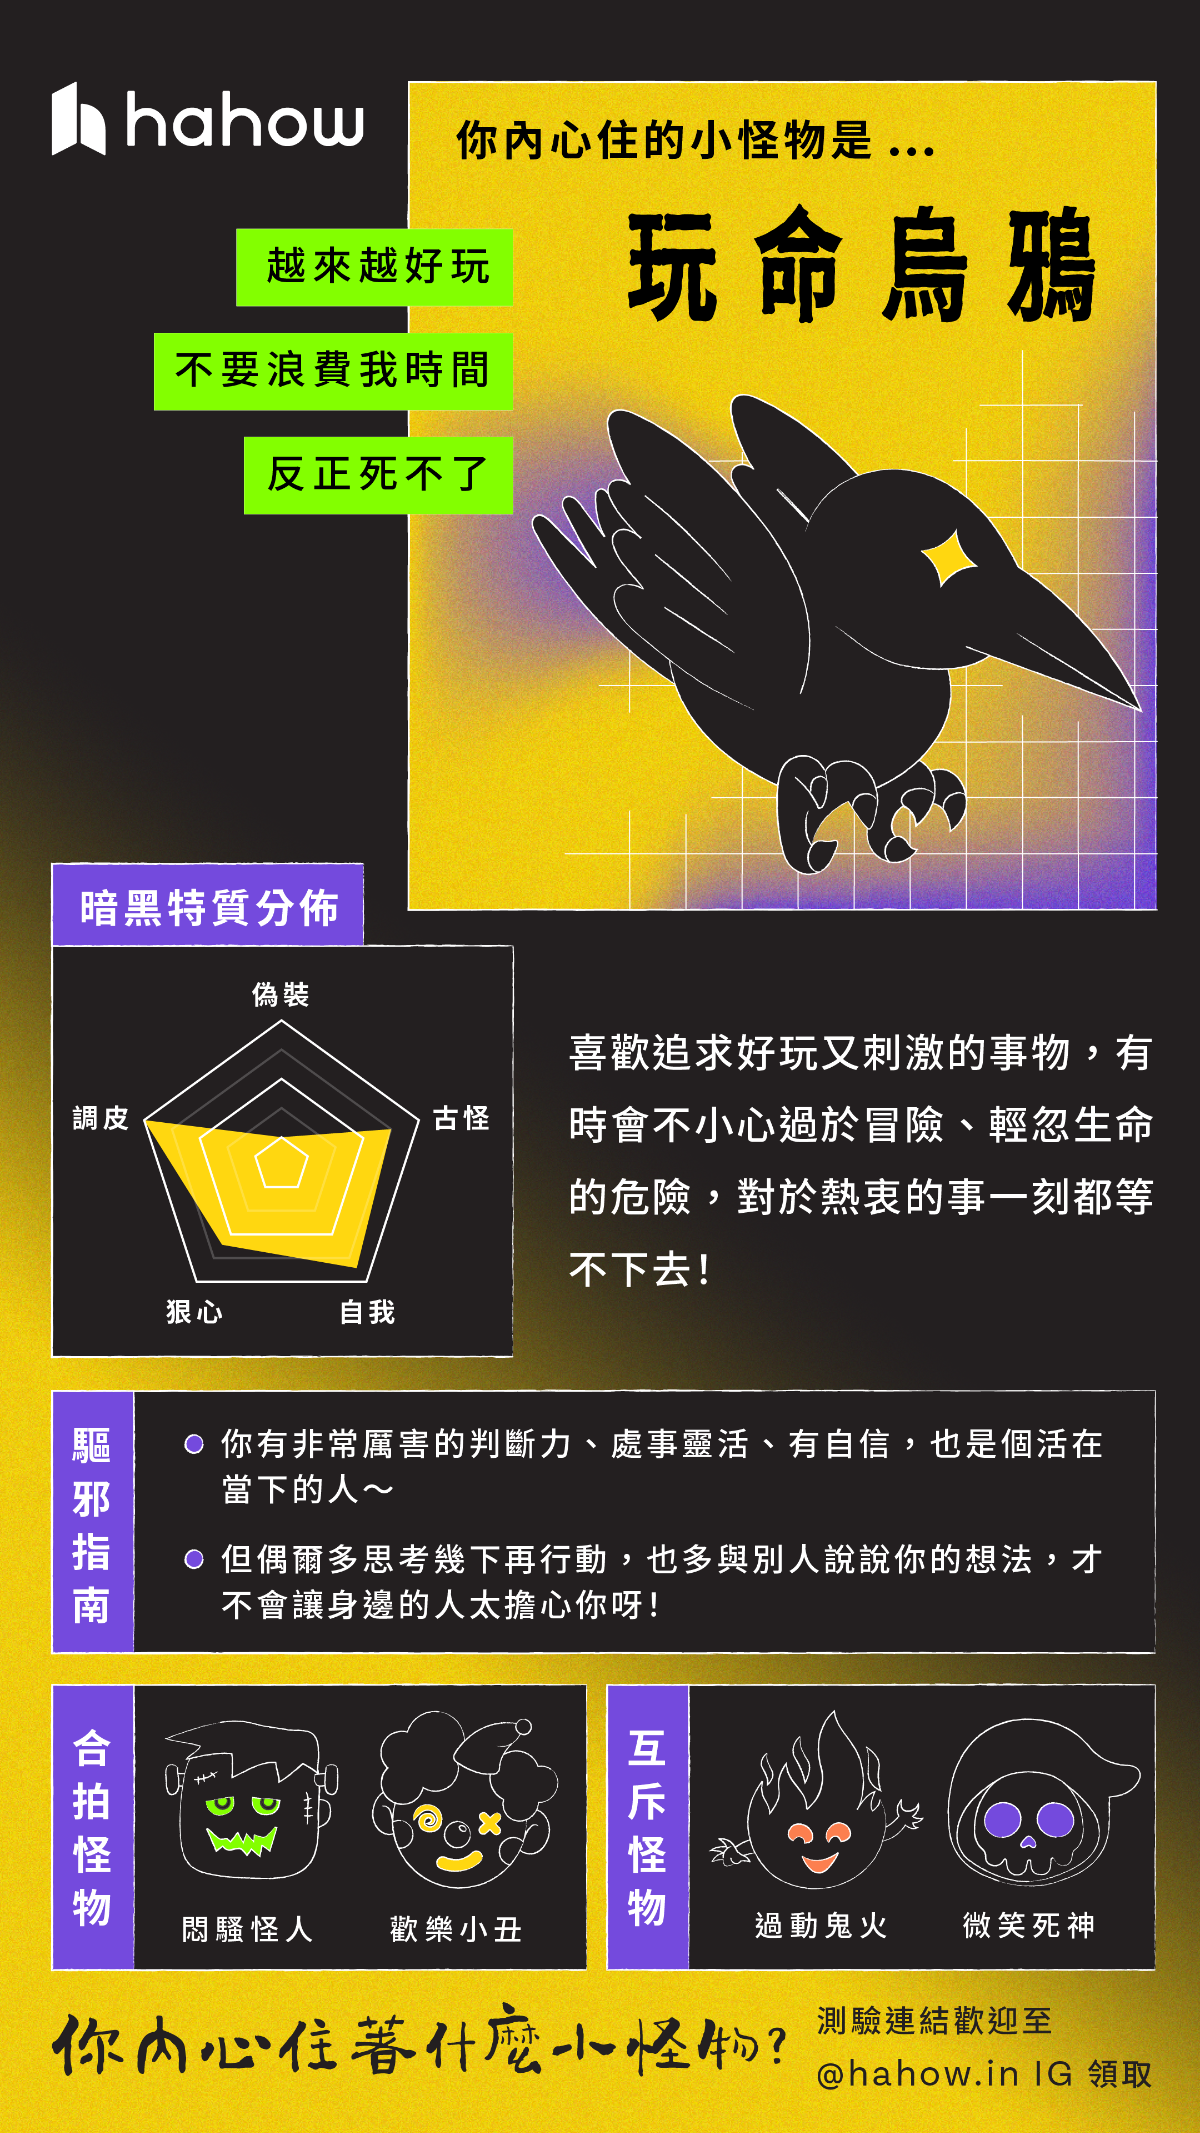 hahow
你內心住的小怪物是 ...
玩命烏鴉
越來越好玩
不要浪費我時間
反正死不了
暗黑特質分佈
偽裝
調皮
古怪
狠心
自我
喜歡追求好玩又刺激的事物，有
時會不小心過於冒險、輕忽生命
的危險，對於熱衷的事一刻都等
不下去！
驅邪指南
你有非常厲害的判斷力、處事靈活、有自信，也是個活在
當下的人～
但偶爾多思考幾下再行動，也多與別人說說你的想法，才
不會讓身邊的人太擔心你呀！
合拍怪物
悶騷怪人
歡樂小丑
互斥怪物
過動鬼火
微笑死神
你內心住著什麼小怪物？
測驗連結歡迎至
@hahow.in IG 領取